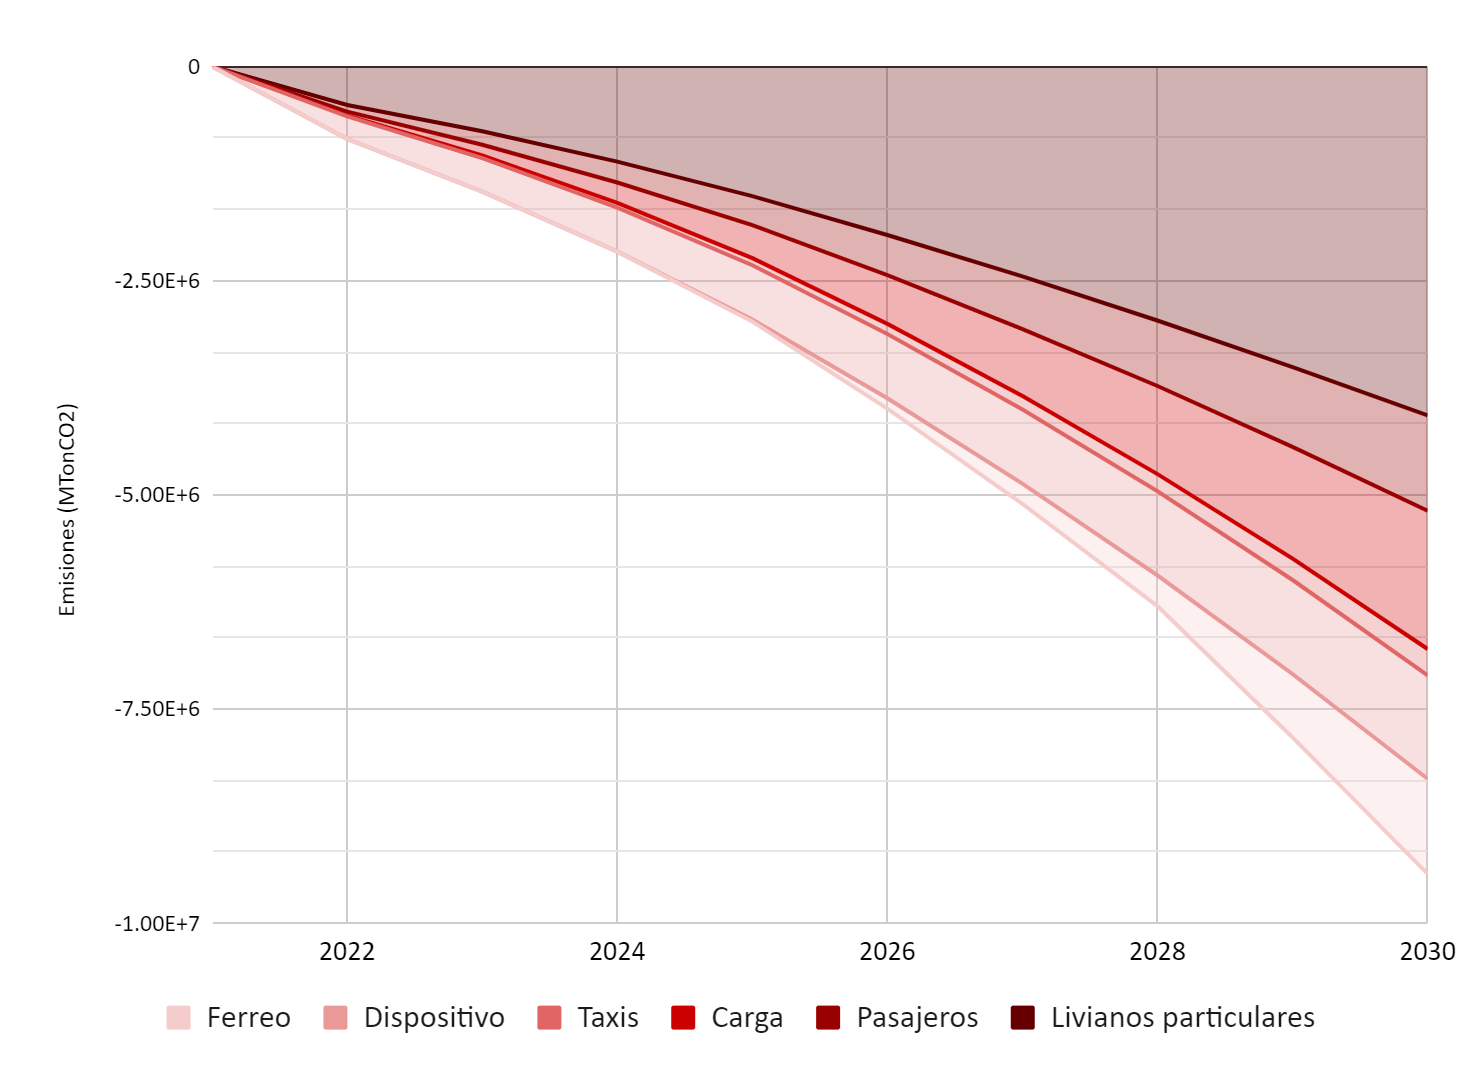 0
-2.50E+6
-5.00E+6
-7.50E+6
-1.00E+7
Emisiones (MTonCO2)
2022 2024 2026 2028 2030
Ferreo Dispositivo Taxis Carga Pasajeros Livianos particulares